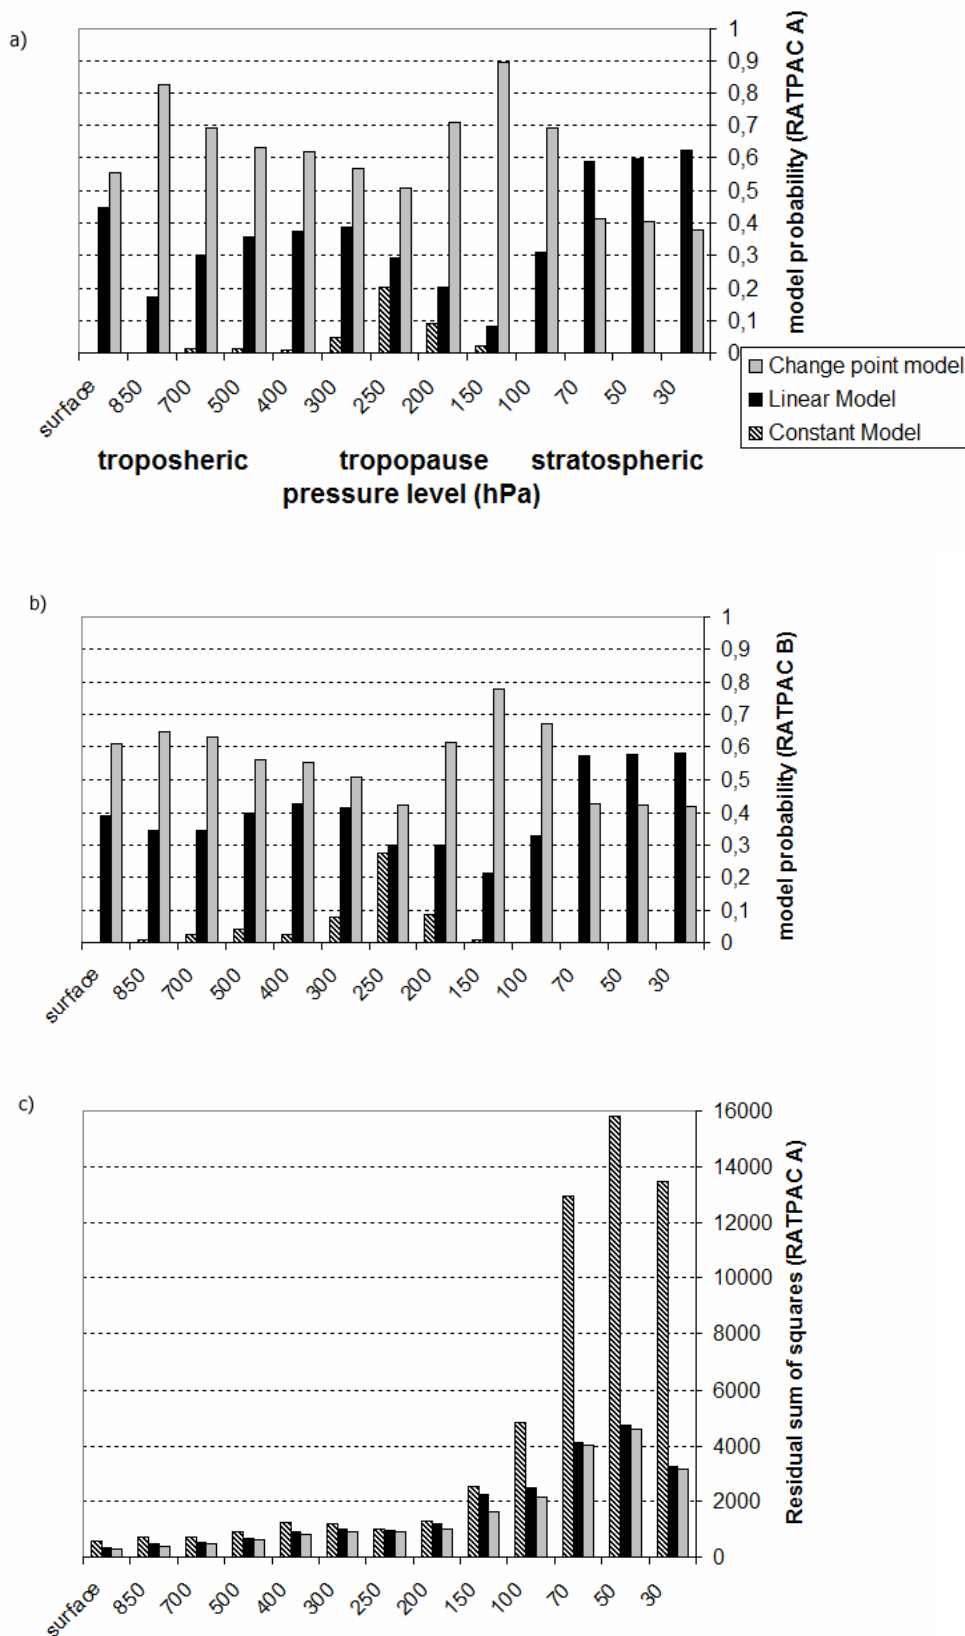 a)
1
0,9
0,8
0,7
0,6
0,5
0,4
0,3
0,2
0,1
0
model probability (RATPAC A)
surface 850 700 500 400 300 250 200 150 100 70 50 30
troposheric tropopause stratospheric
pressure level (hPa)
Change point model
Linear Model
Constant Model
b)
1
0,9
0,8
0,7
0,6
0,5
0,4
0,3
0,2
0,1
0
model probability (RATPAC B)
surface 850 700 500 400 300 250 200 150 100 70 50 30
c)
16000
14000
12000
10000
8000
6000
4000
2000
0
Residual sum of squares (RATPAC A)
surface 850 700 500 400 300 250 200 150 100 70 50 30